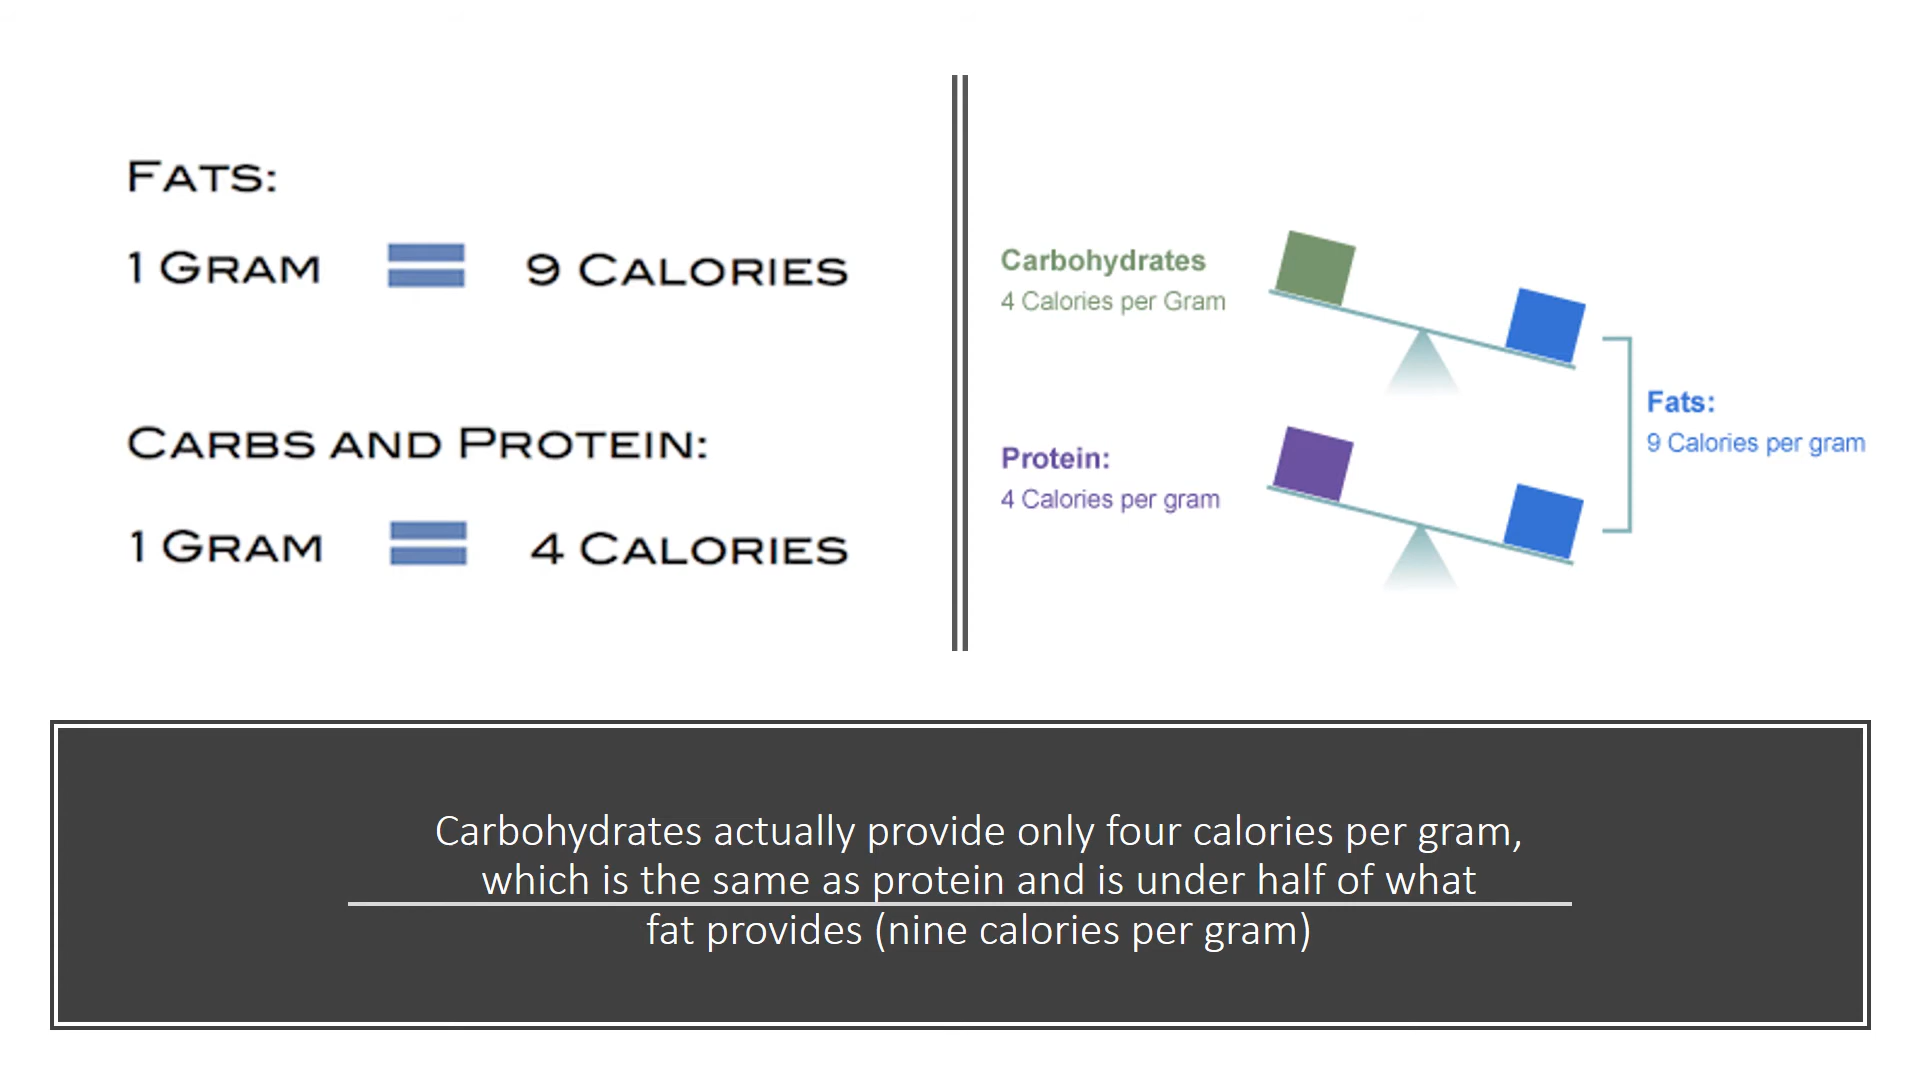 FATS:
1 GRAM = 9 CALORIES
CARBS AND PROTEIN:
1 GRAM = 4 CALORIES
Carbohydrates
4 Calories per Gram
Protein:
4 Calories per gram
Fats:
9 Calories per gram
Carbohydrates actually provide only four calories per gram,
which is the same as protein and is under half of what
fat provides (nine calories per gram)